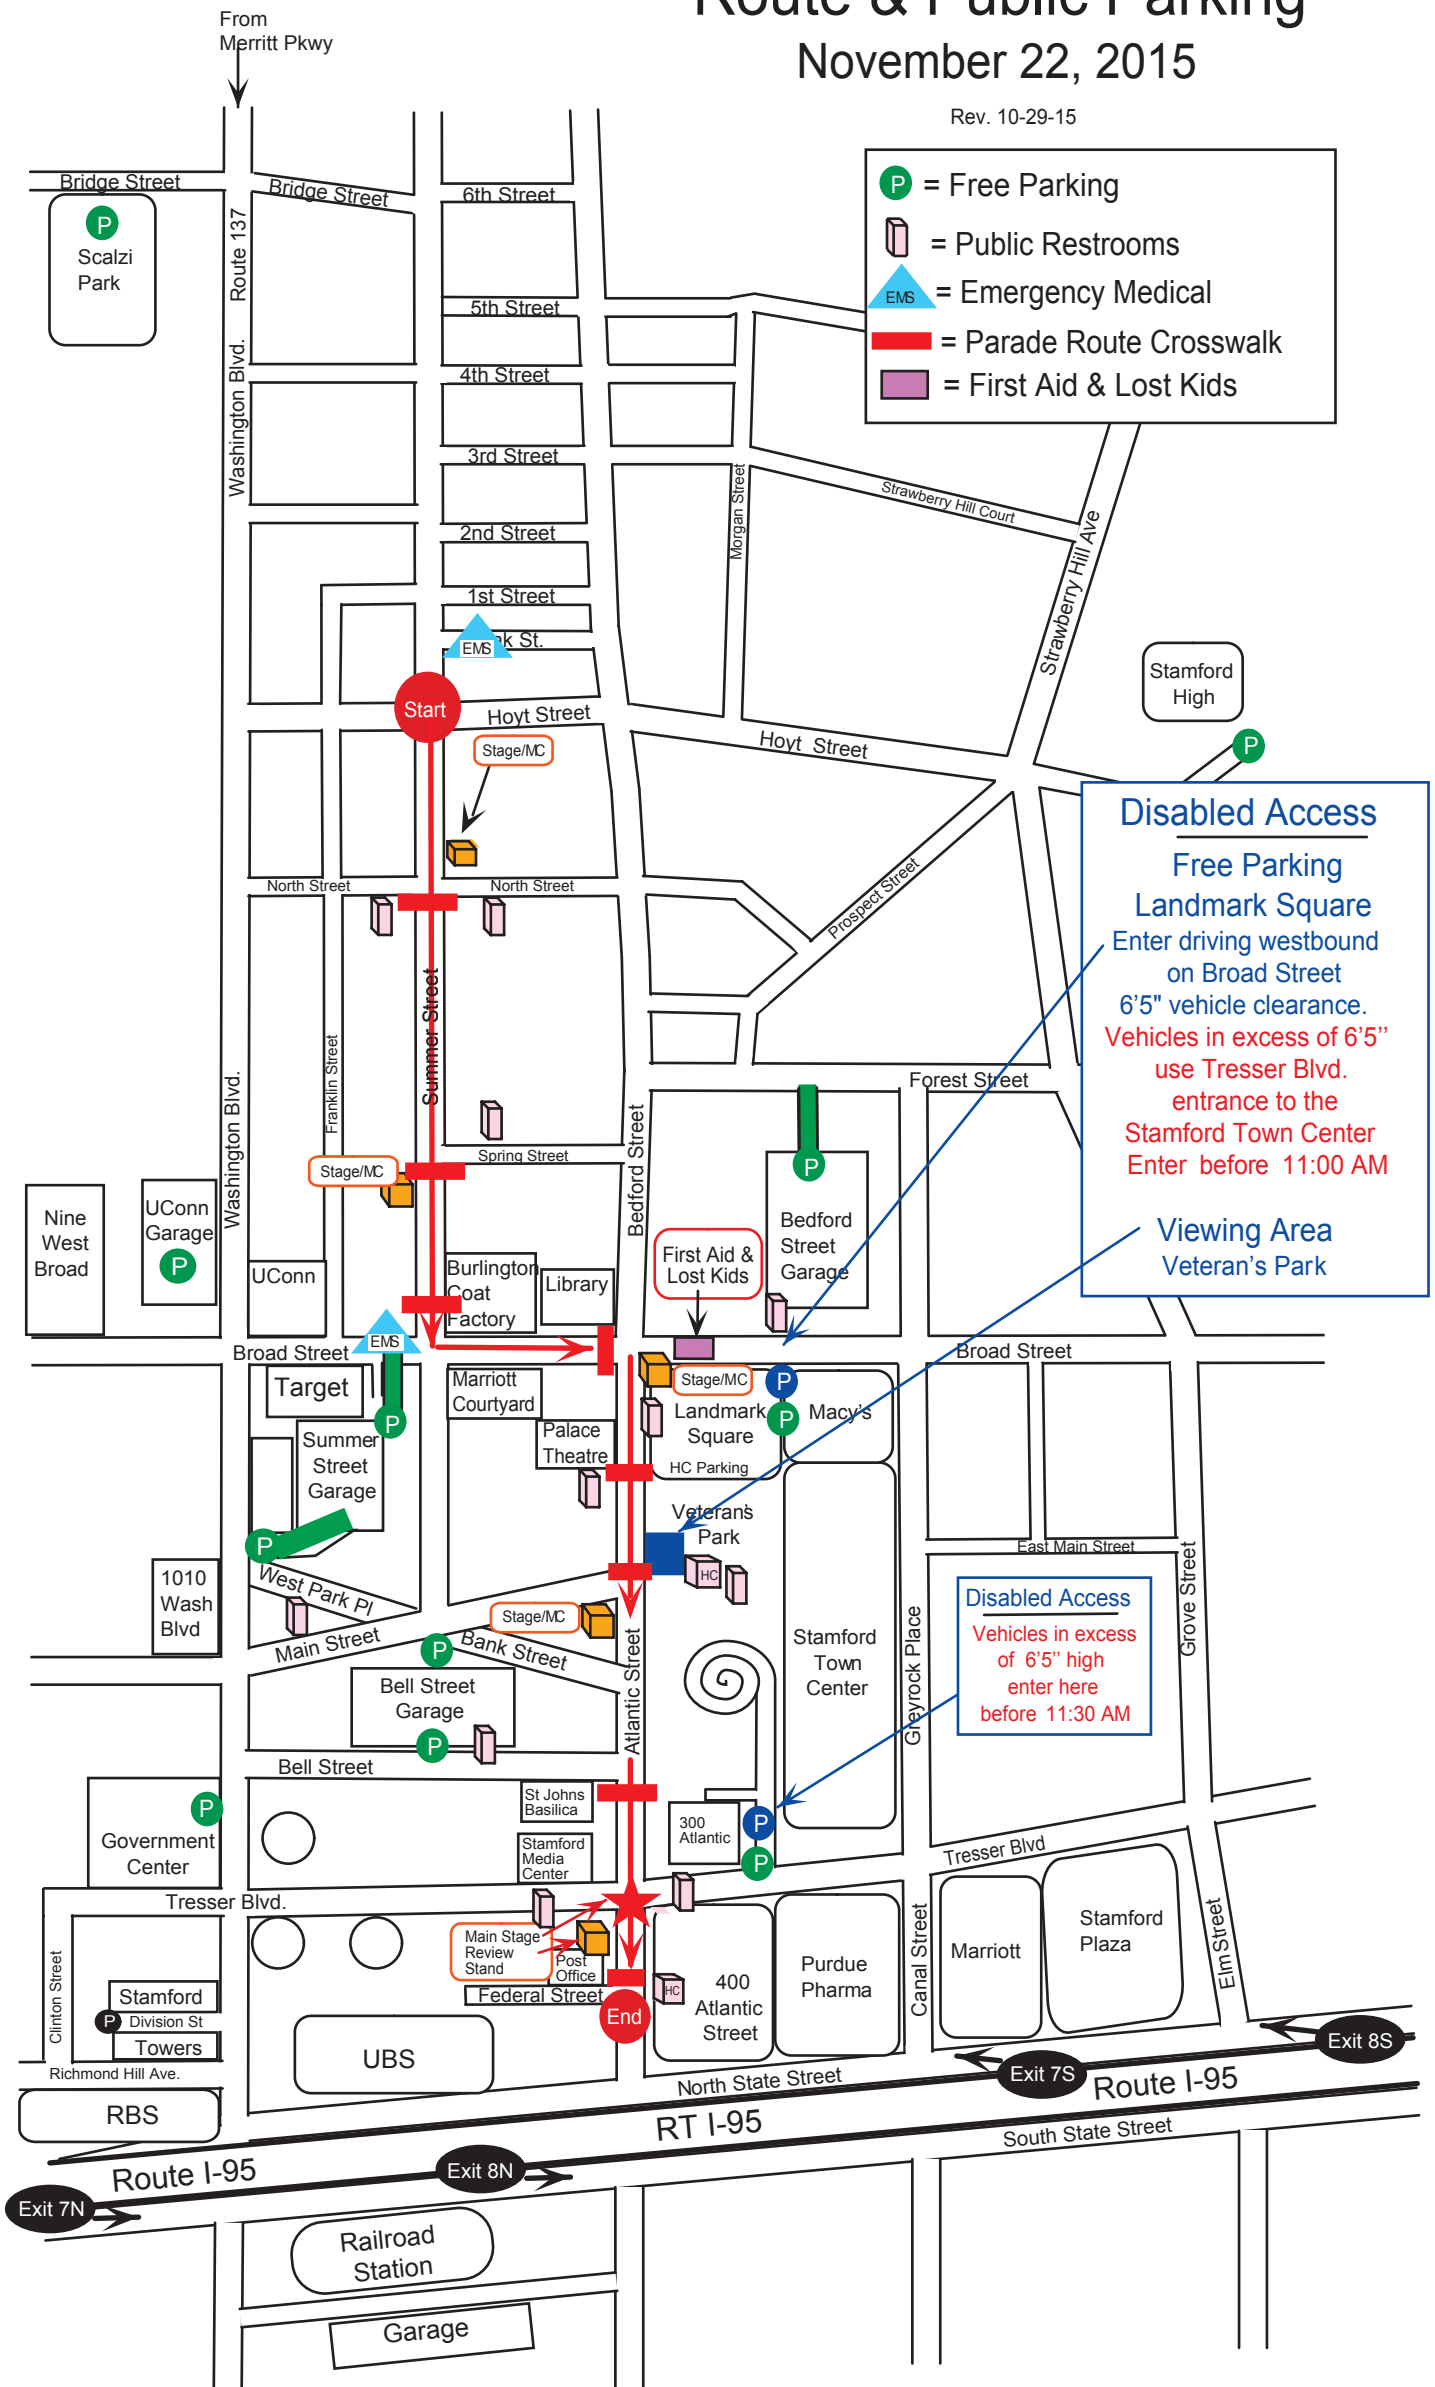 Route & Public Parking
November 22, 2015
Rev. 10-29-15
From
Merritt Pkwy
P = Free Parking
= Public Restrooms
EMS = Emergency Medical
= Parade Route Crosswalk
= First Aid & Lost Kids
Bridge Street
Bridge Street
6th Street
P
Scalzi
Park
Route 137
5th Street
Washington Blvd.
4th Street
3rd Street
Morgan Street
Strawberry Hill Court
Strawberry Hill Ave
2nd Street
1st Street
EMS
ak St.
Stamford
High
P
Start
Hoyt Street
Hoyt Street
Stage/MC
Disabled Access
Free Parking
Landmark Square
Enter driving westbound
on Broad Street
6'5" vehicle clearance.
Vehicles in excess of 6'5''
use Tresser Blvd.
entrance to the
Stamford Town Center
Enter before 11:00 AM
Viewing Area
Veteran's Park
North Street
North Street
Prospect Street
Summer Street
Franklin Street
Washington Blvd.
Forest Street
Bedford Street
Spring Street
Stage/MC
P
Bedford
Street
Garage
Nine
West
Broad
UConn
Garage
P
UConn
Burlington
Coat
Factory
Library
First Aid &
Lost Kids
EMS
Broad Street
Broad Street
Target
Marriott
Courtyard
Stage/MC
P
P
Landmark
Square
HC Parking
Macy's
P
Summer
Street
Garage
Palace
Theatre
P
Veteran's
Park
HC
East Main Street
Grove Street
1010
Wash
Blvd
West Park Pl
Main Street
Stage/MC
Bank Street
P
Bell Street
Garage
P
Atlantic Street
Stamford
Town
Center
Greyrock Place
Disabled Access
Vehicles in excess
of 6'5'' high
enter here
before 11:30 AM
Bell Street
P
Government
Center
St Johns
Basilica
Stamford
Media
Center
300
Atlantic
P
P
Tresser Blvd
Tresser Blvd.
Main Stage
Review
Stand
Post
Office
Federal Street
End
HC
400
Atlantic
Street
Purdue
Pharma
Canal Street
Marriott
Stamford
Plaza
Elm Street
Clinton Street
Stamford
P
Division St
Towers
Richmond Hill Ave.
UBS
RBS
North State Street
Exit 8S
Exit 7S
Route I-95
RT I-95
South State Street
Route I-95
Exit 8N
Exit 7N
Railroad
Station
Garage